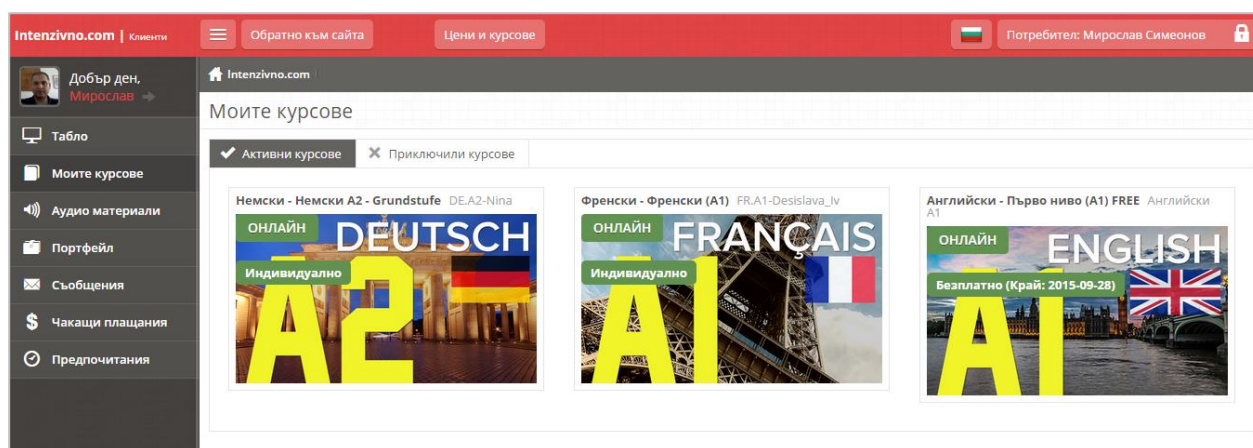 Intenzivno.com | Клиенти
Обратно към сайта
Цени и курсове
Потребител: Мирослав Симеонов
Добър ден,
Мирослав
Intenzivno.com
Моите курсове
Табло
Моите курсове
Аудио материали
Портфейл
Съобщения
Чакащи плащания
Предпочитания
Активни курсове
Приключили курсове
Немски - Немски A2 - Grundstufe DE.A2-Nina
ОНЛАЙН
DEUTSCH
Индивидуално
A2
Френски - Френски (A1) FR.A1-Desislava_Iv
ОНЛАЙН
FRANÇAIS
Индивидуално
A1
Английски - Първо ниво (A1) FREE Английски
A1
ОНЛАЙН
ENGLISH
Безплатно (Край: 2015-09-28)
A1